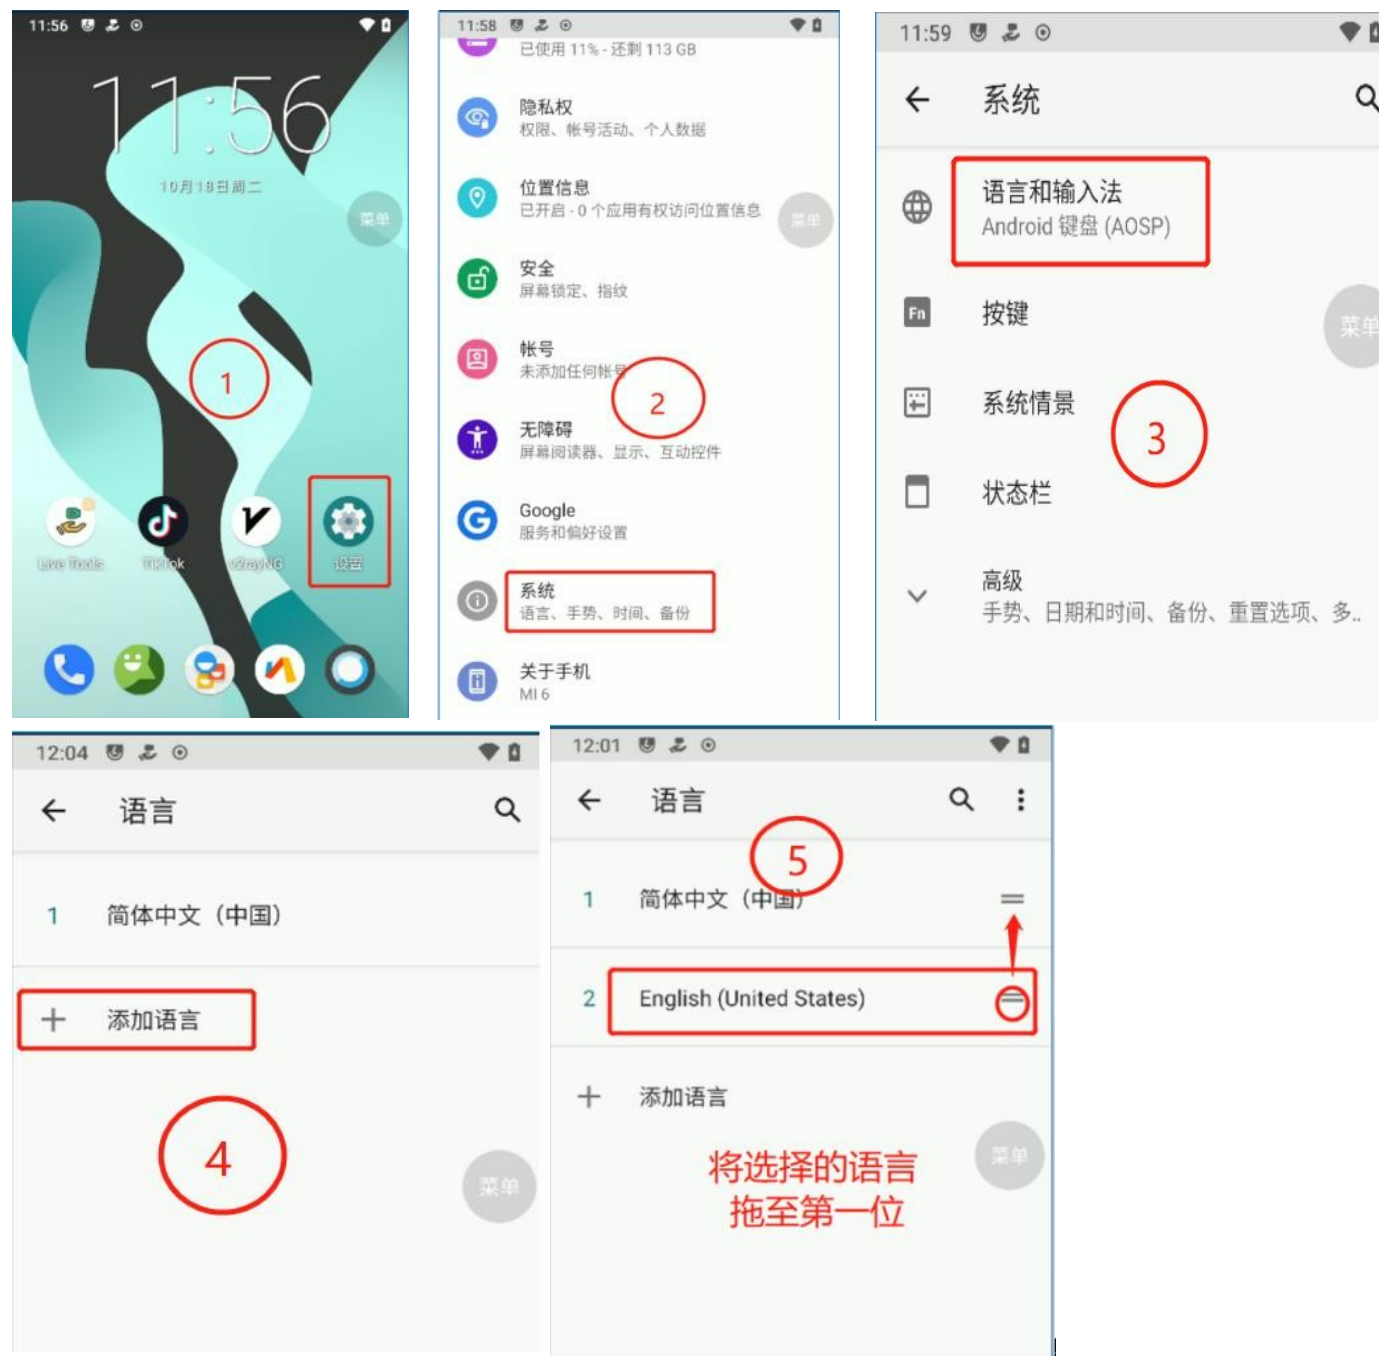 11:56
11:56
10月18日周二
菜单
1
Live Tools
TikTok
v2rayNG
设置
11:58
已使用 11% - 还剩 113 GB
隐私权
权限、帐号活动、个人数据
位置信息
已开启 - 0 个应用有权访问位置信息
菜单
安全
屏幕锁定、指纹
帐号
未添加任何帐号
2
无障碍
屏幕阅读器、显示、互动控件
Google
服务和偏好设置
系统
语言、手势、时间、备份
关于手机
MI 6
11:59
系统
语言和输入法
Android 键盘 (AOSP)
Fn
按键
菜单
系统情景
3
状态栏
高级
手势、日期和时间、备份、重置选项、多..
12:04
语言
1 简体中文（中国）
+ 添加语言
4
菜单
12:01
语言
5
1 简体中文（中国）
2 English (United States)
+ 添加语言
菜单
将选择的语言
拖至第一位